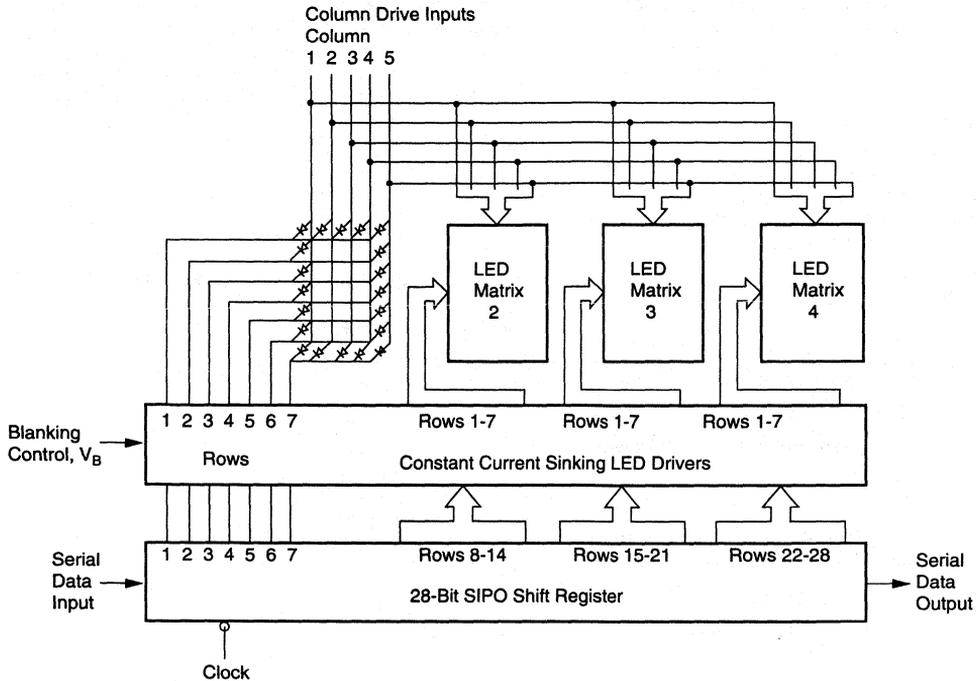 Column Drive Inputs
Column
1 2 3 4 5
LED
Matrix
2
LED
Matrix
3
LED
Matrix
4
1 2 3 4 5 6 7
Rows 1-7
Rows 1-7
Rows 1-7
Blanking
Control, VB
Rows
Constant Current Sinking LED Drivers
1 2 3 4 5 6 7
Rows 8-14
Rows 15-21
Rows 22-28
Serial
Data
Input
28-Bit SIPO Shift Register
Serial
Data
Output
Clock